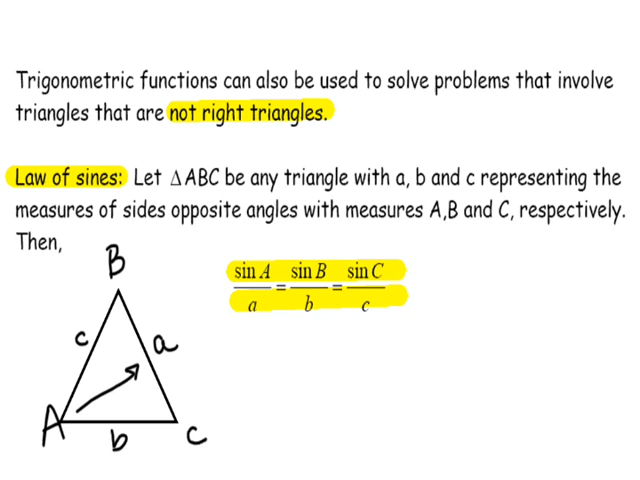 Trigonometric functions can also be used to solve problems that involve
triangles that are not right triangles.
Law of sines: Let ΔABC be any triangle with a, b and c representing the
measures of sides opposite angles with measures A,B and C, respectively.
Then,
sin A / a = sin B / b = sin C / c
B
c a
A
b c